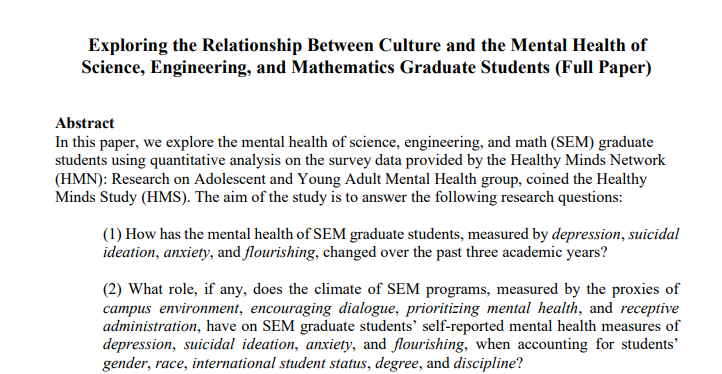 Exploring the Relationship Between Culture and the Mental Health of
Science, Engineering, and Mathematics Graduate Students (Full Paper)
Abstract
In this paper, we explore the mental health of science, engineering, and math (SEM) graduate
students using quantitative analysis on the survey data provided by the Healthy Minds Network
(HMN): Research on Adolescent and Young Adult Mental Health group, coined the Healthy
Minds Study (HMS). The aim of the study is to answer the following research questions:
(1) How has the mental health of SEM graduate students, measured by depression, suicidal
ideation, anxiety, and flourishing, changed over the past three academic years?
(2) What role, if any, does the climate of SEM programs, measured by the proxies of
campus environment, encouraging dialogue, prioritizing mental health, and receptive
administration, have on SEM graduate students’ self-reported mental health measures of
depression, suicidal ideation, anxiety, and flourishing, when accounting for students’
gender, race, international student status, degree, and discipline?